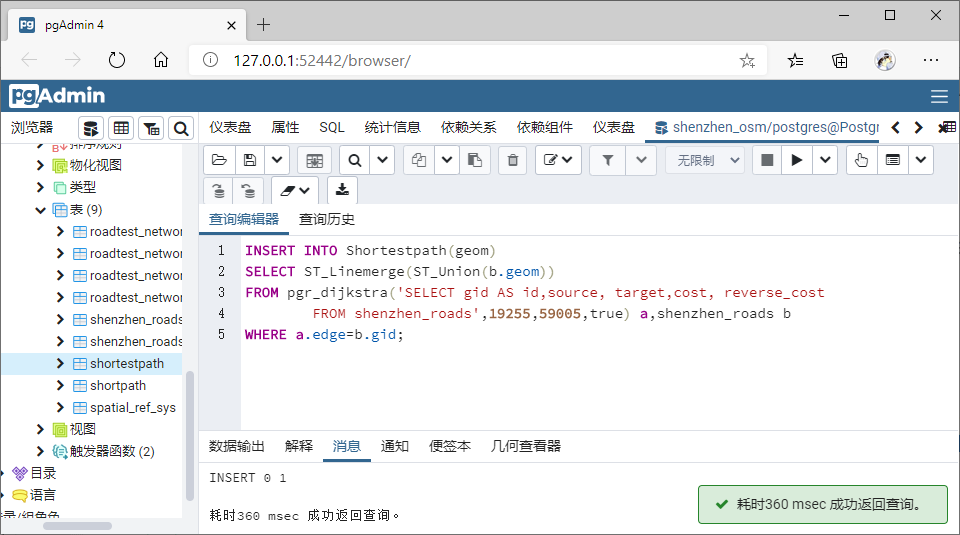 pgAdmin 4
127.0.0.1:52442/browser/
pgAdmin
浏览器
仪表盘 属性 SQL 统计信息 依赖关系 依赖组件 仪表盘 shenzhen_osm/postgres@Postgr
排序规则
物化视图
类型
表 (9)
roadtest_networ
roadtest_networ
roadtest_networ
roadtest_networ
shenzhen_roads
shenzhen_roads
shortestpath
shortpath
spatial_ref_sys
视图
触发器函数 (2)
目录
语言
登录/组角色
无限制
查询编辑器 查询历史
1 INSERT INTO Shortestpath(geom)
2 SELECT ST_Linemerge(ST_Union(b.geom))
3 FROM pgr_dijkstra('SELECT gid AS id,source, target,cost, reverse_cost
4 FROM shenzhen_roads',19255,59005,true) a,shenzhen_roads b
5 WHERE a.edge=b.gid;
数据输出 解释 消息 通知 便签本 几何查看器
INSERT 0 1
耗时360 msec 成功返回查询。
耗时360 msec 成功返回查询。